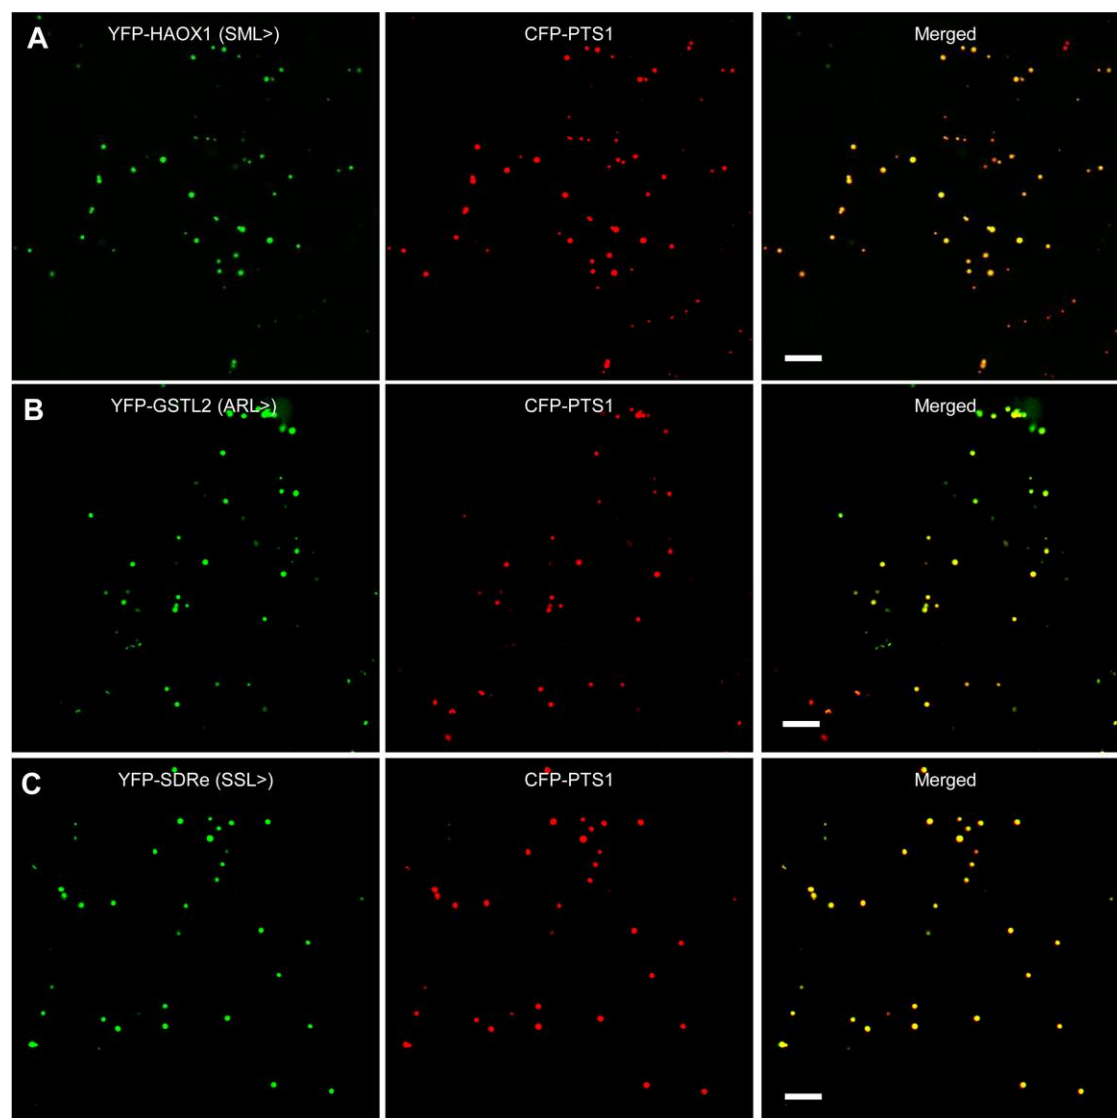 A YFP-HAOX1 (SML>) CFP-PTS1 Merged
B YFP-GSTL2 (ARL>) CFP-PTS1 Merged
C YFP-SDRe (SSL>) CFP-PTS1 Merged